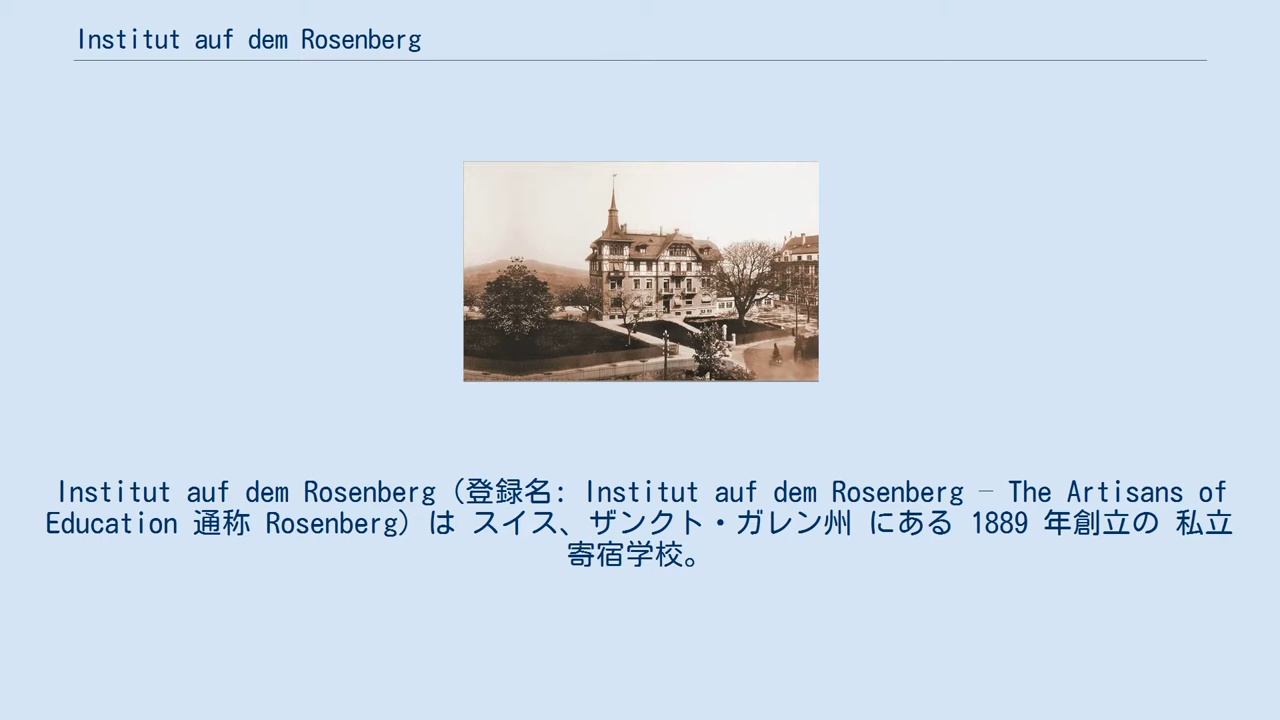 Institut auf dem Rosenberg
Institut auf dem Rosenberg（登録名: Institut auf dem Rosenberg – The Artisans of
Education 通称 Rosenberg）は スイス、ザンクト・ガレン州 にある 1889 年創立の 私立
寄宿学校。